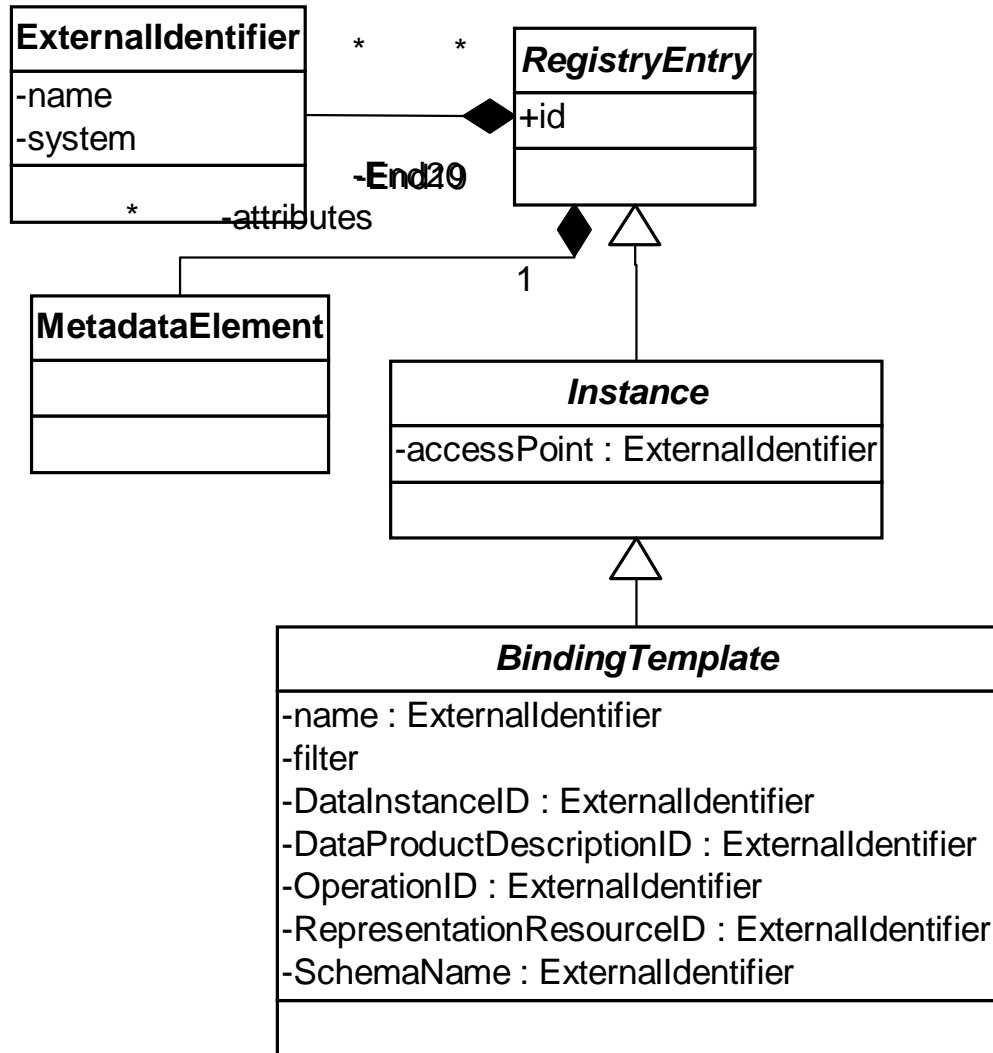 ExternalIdentifier
-name
-system
* *
RegistryEntry
+id
* -attributes
1
MetadataElement
Instance
-accessPoint : ExternalIdentifier
BindingTemplate
-name : ExternalIdentifier
-filter
-DataInstanceID : ExternalIdentifier
-DataProductDescriptionID : ExternalIdentifier
-OperationID : ExternalIdentifier
-RepresentationResourceID : ExternalIdentifier
-SchemaName : ExternalIdentifier